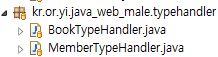 kr.or.yi.java_web_male.typehandler
BookTypeHandler.java
MemberTypeHandler.java